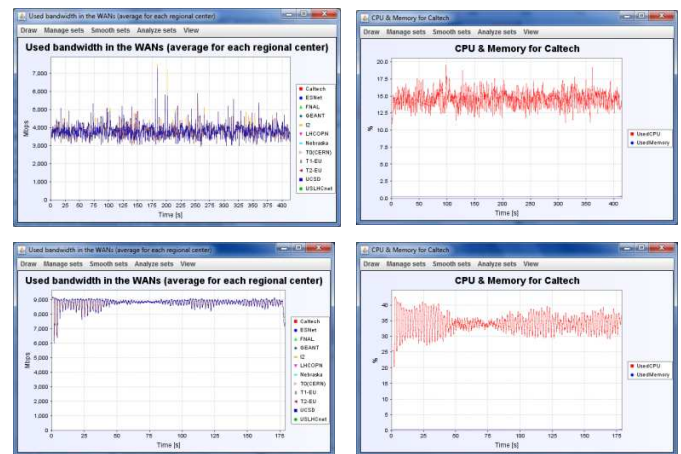 Used bandwidth in the WANs (average for each regional center)
Draw Manage sets Smooth sets Analyze sets View
Used bandwidth in the WANs (average for each regional center)
7.000
6.000
5.000
4.000
3.000
2.000
1.000
0
Mbps
0 25 50 75 100 125 150 175 200 225 250 275 300 325 350 375 400
Time [s]
Caltech
ESNet
FNAL
GEANT
I2
LHCOPN
Nebraska
T0(CERN)
T1-EU
T2-EU
UCSD
USLHCnet
CPU & Memory for Caltech
Draw Manage sets Smooth sets Analyze sets View
CPU & Memory for Caltech
20.0
17.5
15.0
12.5
10.0
7.5
5.0
2.5
0.0
%
0 50 100 150 200 250 300 350 400
Time [s]
UsedCPU
UsedMemory
Used bandwidth in the WANs (average for each regional center)
Draw Manage sets Smooth sets Analyze sets View
Used bandwidth in the WANs (average for each regional center)
9,000
8,000
7,000
6,000
5,000
4,000
3,000
2,000
1,000
0
Mbps
0 25 50 75 100 125 150 175
Time [s]
Caltech
ESNet
FNAL
GEANT
I2
LHCOPN
Nebraska
T0(CERN)
T1-EU
T2-EU
UCSD
USLHCnet
CPU & Memory for Caltech
Draw Manage sets Smooth sets Analyze sets View
CPU & Memory for Caltech
40
35
30
25
20
15
10
5
0
%
0 25 50 75 100 125 150 175
Time [s]
UsedCPU
UsedMemory